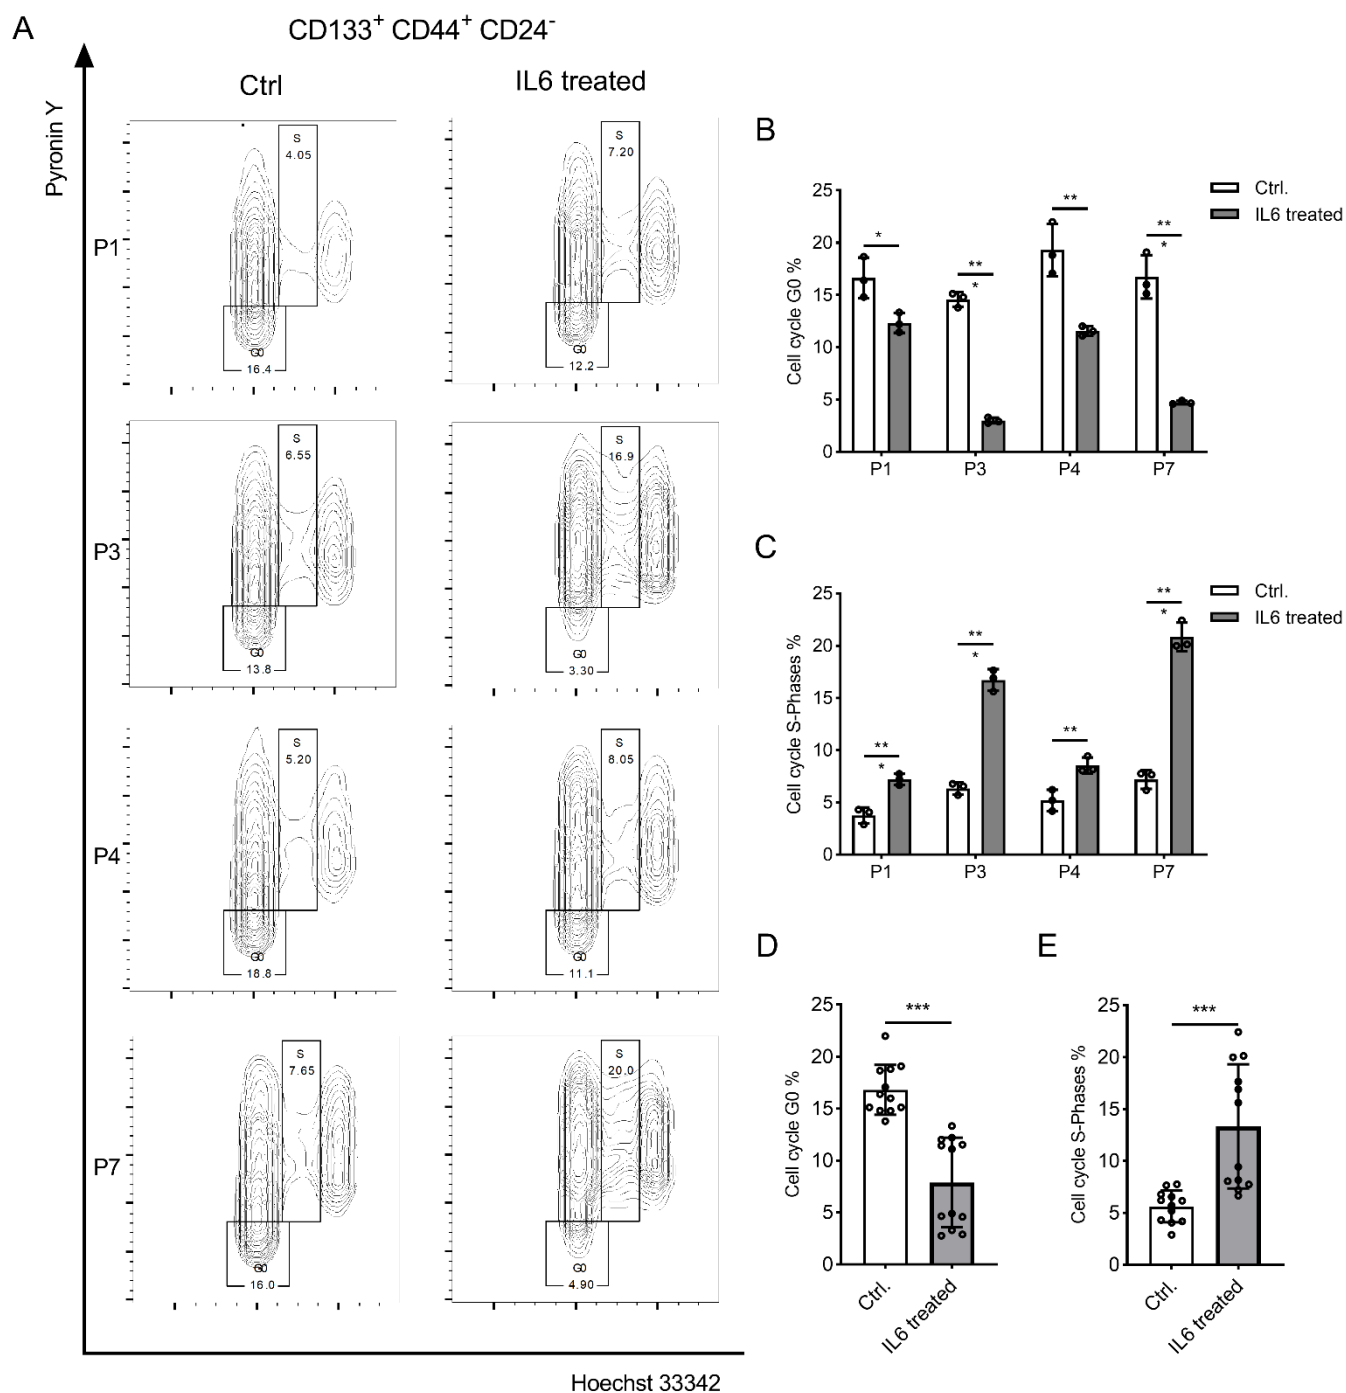 A
CD133+ CD44+ CD24-
Ctrl
IL6 treated
Pyronin Y
P1
S
4.05
G0
16.4
S
7.20
G0
12.2
P3
S
6.55
G0
13.8
S
16.9
G0
3.30
P4
S
5.20
G0
18.8
S
8.05
G0
11.1
P7
S
7.65
G0
16.0
S
20.0
G0
4.90
Hoechst 33342
B
Ctrl.
IL6 treated
Cell cycle G0 %
25
20
15
10
5
0
*
**
*
**
**
*
P1 P3 P4 P7
C
Ctrl.
IL6 treated
Cell cycle S-Phases %
25
20
15
10
5
0
**
*
**
*
**
**
*
P1 P3 P4 P7
D
Cell cycle G0 %
25
20
15
10
5
0
***
Ctrl.
IL6 treated
E
Cell cycle S-Phases %
25
20
15
10
5
0
***
Ctrl.
IL6 treated